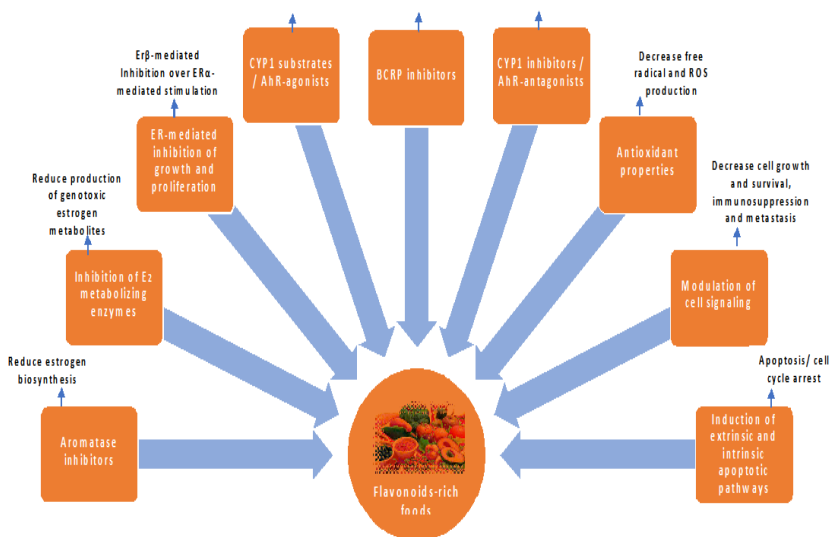 Erβ-mediated
Inhibition over ERα-
mediated stimulation
CYP1 substrates
/ AhR-agonists
BCRP inhibitors
CYP1 inhibitors /
AhR-antagonists
Decrease free
radical and ROS
production
ER-mediated
inhibition of
growth and
proliferation
Antioxidant
properties
Reduce production
of genotoxic
estrogen
metabolites
Decrease cell growth
and survival,
immunosuppression
and metastasis
Inhibition of E2
metabolizing
enzymes
Modulation of
cell signaling
Reduce estrogen
biosynthesis
Apoptosis/ cell
cycle arrest
Aromatase
inhibitors
Induction of
extrinsic and
intrinsic
apoptotic
pathways
Flavonoids-rich
foods